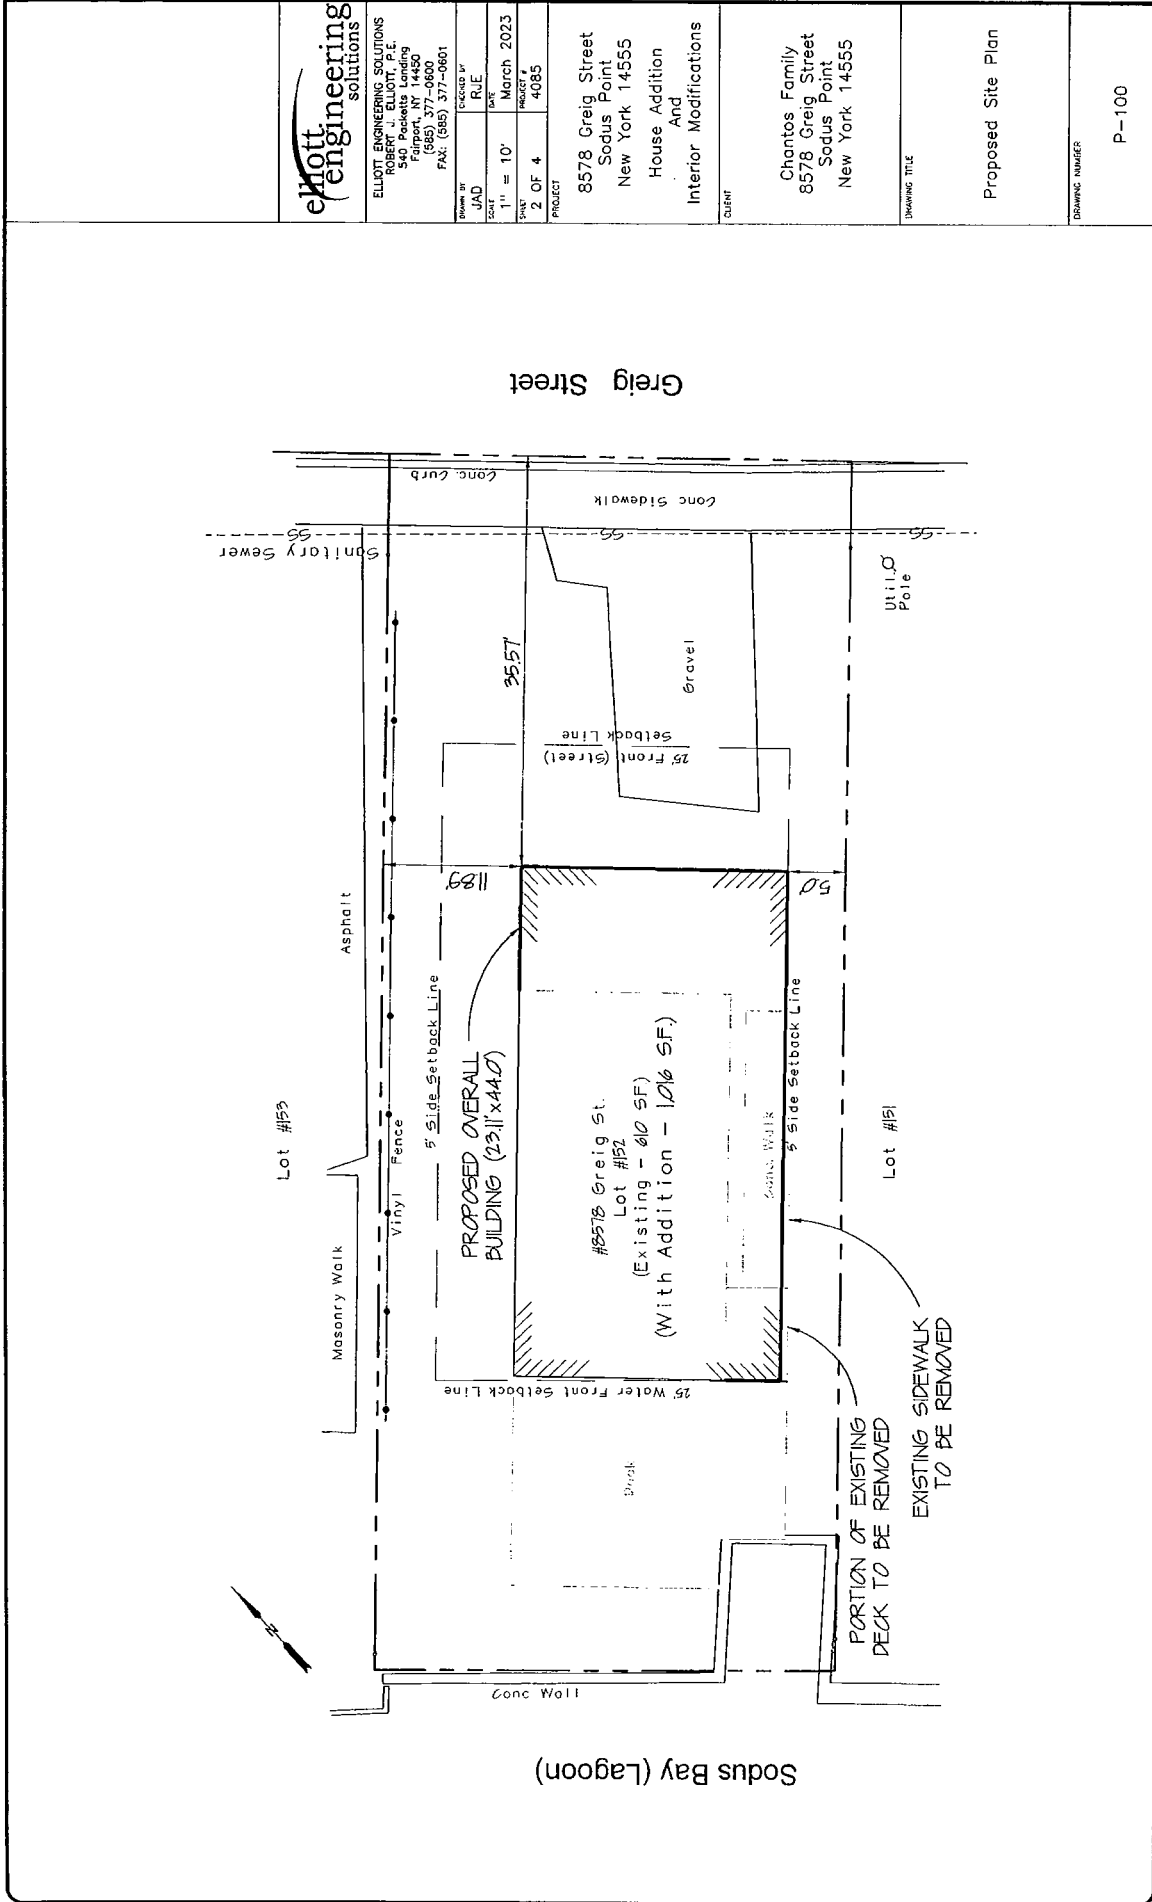 elliott
engineering
solutions
ELLIOTT ENGINEERING SOLUTIONS
ROBERT J. ELLIOTT, P.E.
540 Packetts Landing
Fairport, NY 14450
(585) 377-0600
FAX: (585) 377-0601
DRAWN BY
JAD
CHECKED BY
RJE
SCALE
1" = 10'
DATE
March 2023
SHEET
2 OF 4
PROJECT #
4085
PROJECT
8578 Greig Street
Sodus Point
New York 14555
House Addition
And
Interior Modifications
CLIENT
Chantos Family
8578 Greig Street
Sodus Point
New York 14555
DRAWING TITLE
Proposed Site Plan
DRAWING NUMBER
P-100
Greig Street
Conc. Curb
Conc Sidewalk
SS
SS
SS
Sanitary Sewer
Util.
Pole
35.57'
Gravel
25' Front (Street)
Setback Line
11.89'
5.0'
Asphalt
Lot #153
Masonry Walk
Vinyl Fence
5' Side Setback Line
PROPOSED OVERALL
BUILDING (23.11'x44.0')
#8578 Greig St.
Lot #152
(Existing - 610 SF)
(With Addition - 1,016 S.F.)
Conc. Walk
5' Side Setback Line
Lot #151
25' Water Front Setback Line
Deck
PORTION OF EXISTING
DECK TO BE REMOVED
EXISTING SIDEWALK
TO BE REMOVED
N
Conc Wall
Sodus Bay (Lagoon)